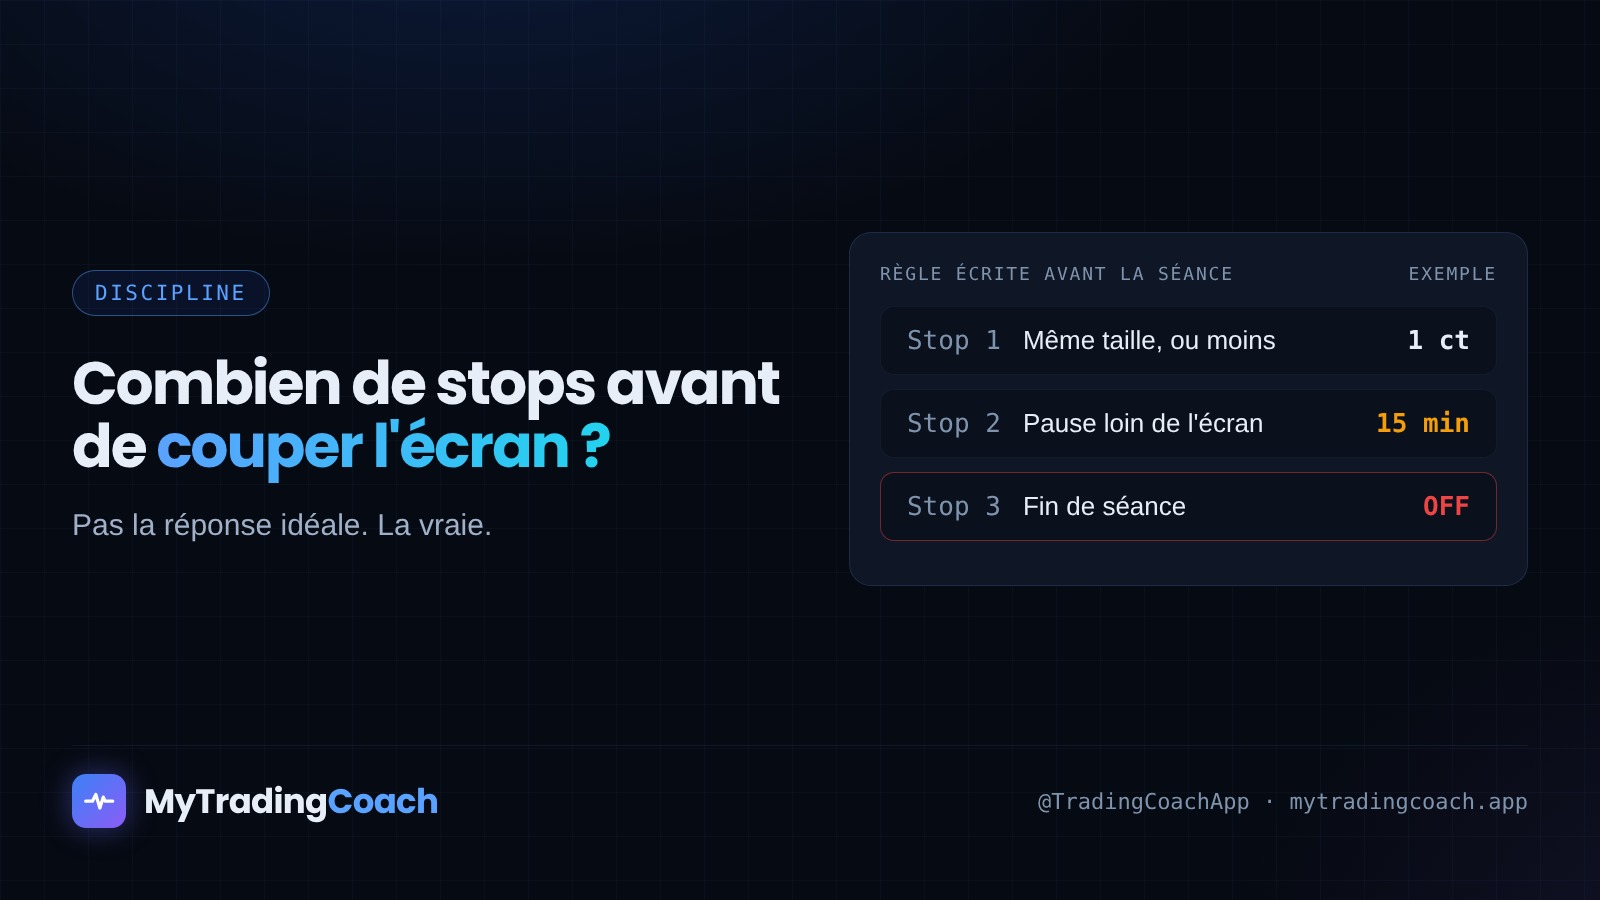 DISCIPLINE
Combien de stops avant
de couper l'écran ?
Pas la réponse idéale. La vraie.
RÈGLE ÉCRITE AVANT LA SÉANCE EXEMPLE
Stop 1 Même taille, ou moins 1 ct
Stop 2 Pause loin de l'écran 15 min
Stop 3 Fin de séance OFF
MyTradingCoach
@TradingCoachApp · mytradingcoach.app